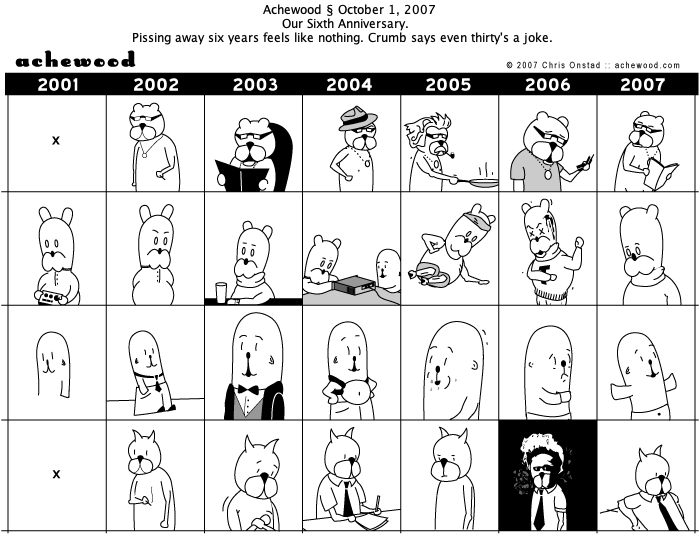 Achewood § October 1, 2007
Our Sixth Anniversary.
Pissing away six years feels like nothing. Crumb says even thirty's a joke.
achewood
© 2007 Chris Onstad :: achewood.com
2001 2002 2003 2004 2005 2006 2007
x
x